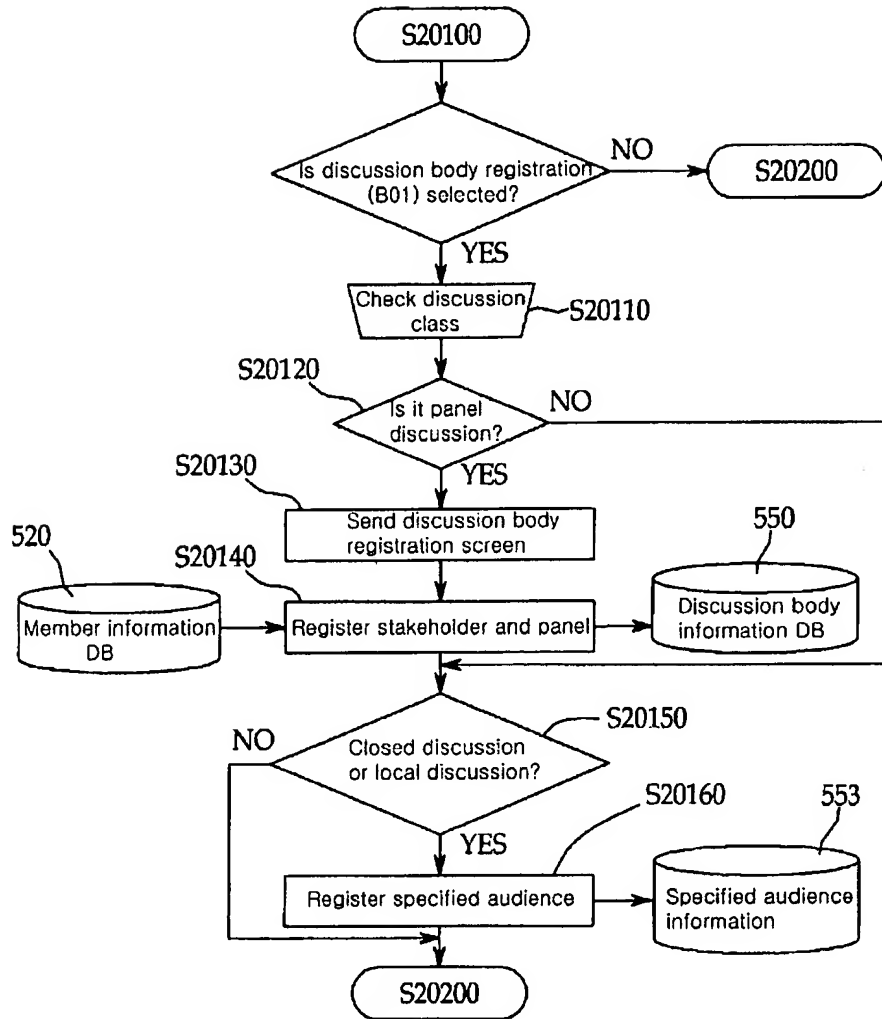 S20100
Is discussion body registration
(B01) selected?
NO
S20200
YES
Check discussion
class
S20110
S20120
Is it panel
discussion?
NO
YES
S20130
Send discussion body
registration screen
520
S20140
550
Member information
DB
Register stakeholder and panel
Discussion body
information DB
S20150
NO
Closed discussion
or local discussion?
S20160
553
YES
Register specified audience
Specified audience
information
S20200